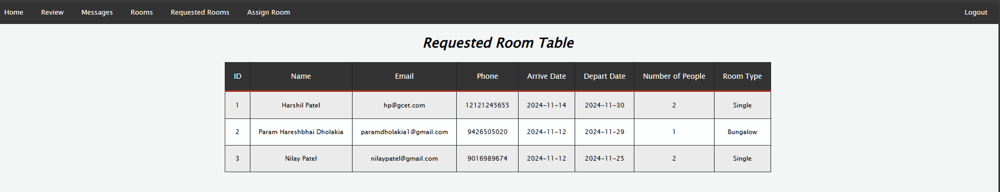 Home Review Messages Rooms Requested Rooms Assign Room Logout
Requested Room Table
ID Name Email Phone Arrive Date Depart Date Number of People Room Type
1 Harshil Patel hp@gcet.com 12121245655 2024-11-14 2024-11-30 2 Single
2 Param Hareshbhai Dholakia paramdholakia1@gmail.com 9426505020 2024-11-12 2024-11-29 1 Bungalow
3 Nilay Patel nilaypatel@gmail.com 9016989674 2024-11-12 2024-11-25 2 Single